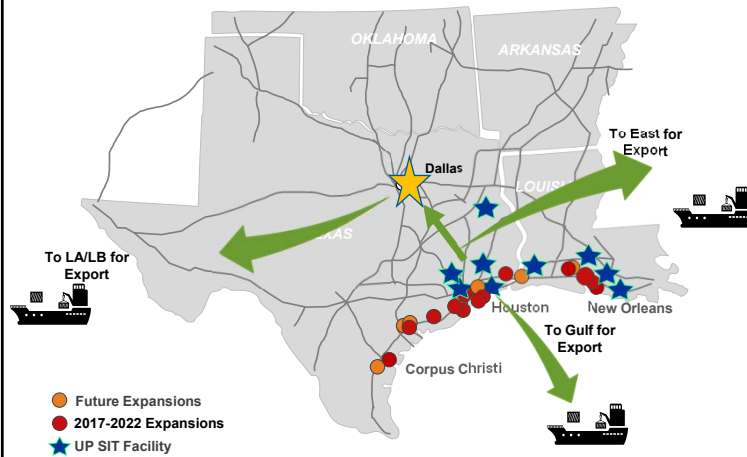 OKLAHOMA
ARKANSAS
To East for
Export
Dallas
LOUISI
EXAS
To LA/LB for
Export
Houston
New Orleans
To Gulf for
Export
Corpus Christi
Future Expansions
2017-2022 Expansions
UP SIT Facility